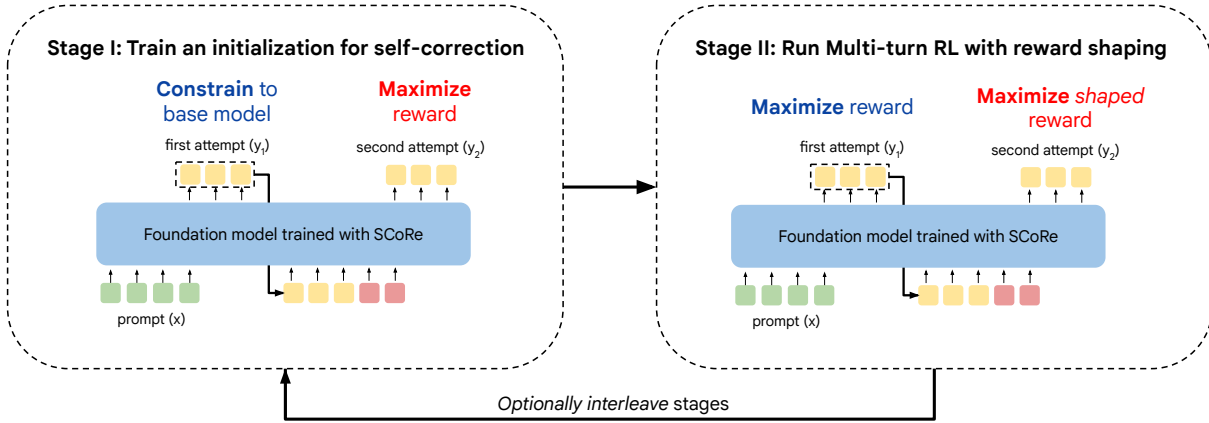 Stage I: Train an initialization for self-correction
Constrain to
base model
Maximize
reward
first attempt (y1)
second attempt (y2)
Foundation model trained with SCoRe
prompt (x)
Stage II: Run Multi-turn RL with reward shaping
Maximize reward
Maximize shaped
reward
first attempt (y1)
second attempt (y2)
Foundation model trained with SCoRe
prompt (x)
Optionally interleave stages